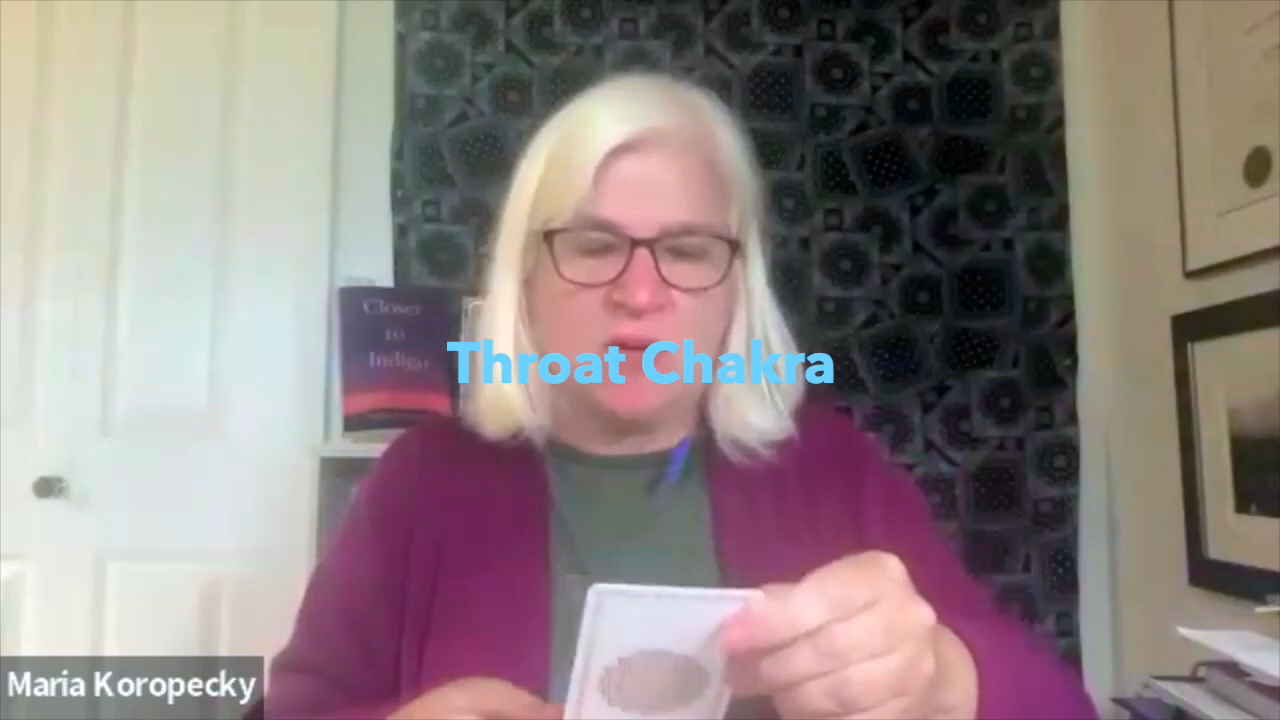 Closer
to
Indigo
Throat Chakra
Maria Koropecky